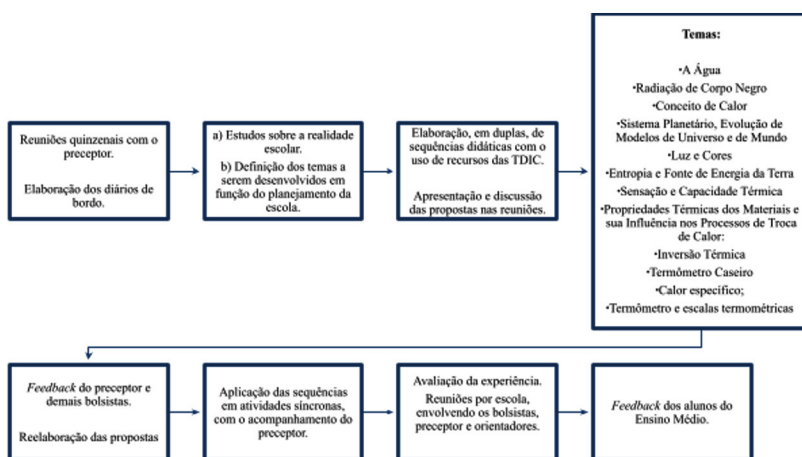 Reuniões quinzenais com o
preceptor.
Elaboração dos diários de
bordo.
a) Estudos sobre a realidade
escolar.
b) Definição dos temas a
serem desenvolvidos em
função do planejamento da
escola.
Elaboração, em duplas, de
sequências didáticas com o
uso de recursos das TDIC.
Apresentação e discussão
das propostas nas reuniões.
Temas:
•A Água
•Radiação de Corpo Negro
•Conceito de Calor
•Sistema Planetário, Evolução de
Modelos de Universo e de Mundo
•Luz e Cores
•Entropia e Fonte de Energia da Terra
•Sensação e Capacidade Térmica
•Propriedades Térmicas dos Materiais e
sua Influência nos Processos de Troca
de Calor:
•Inversão Térmica
•Termômetro Caseiro
•Calor específico;
•Termômetro e escalas termométricas
Feedback do preceptor e
demais bolsistas.
Reelaboração das propostas
Aplicação das sequências
em atividades síncronas,
com o acompanhamento do
preceptor.
Avaliação da experiência.
Reuniões por escola,
envolvendo os bolsistas,
preceptor e orientadores.
Feedback dos alunos do
Ensino Médio.